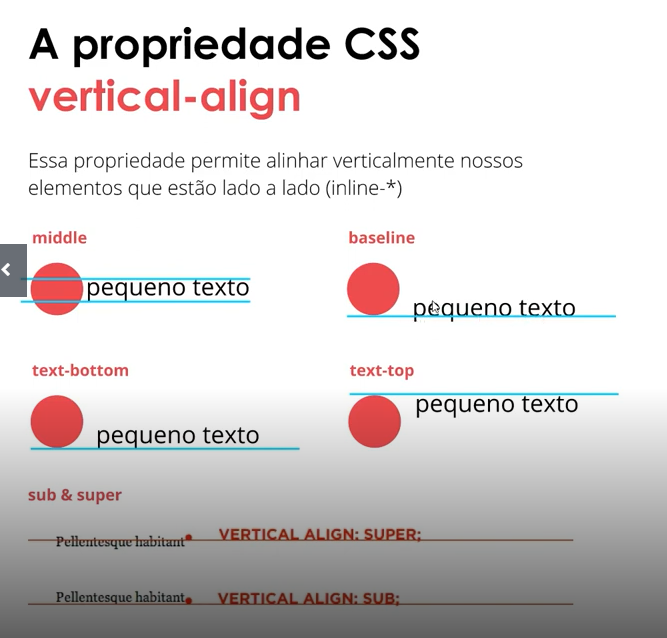 A propriedade CSS
vertical-align
Essa propriedade permite alinhar verticalmente nossos
elementos que estão lado a lado (inline-*)
middle
pequeno texto
baseline
pequeno texto
text-bottom
pequeno texto
text-top
pequeno texto
sub & super
Pellentesque habitant
VERTICAL ALIGN: SUPER;
Pellentesque habitant
VERTICAL ALIGN: SUB;